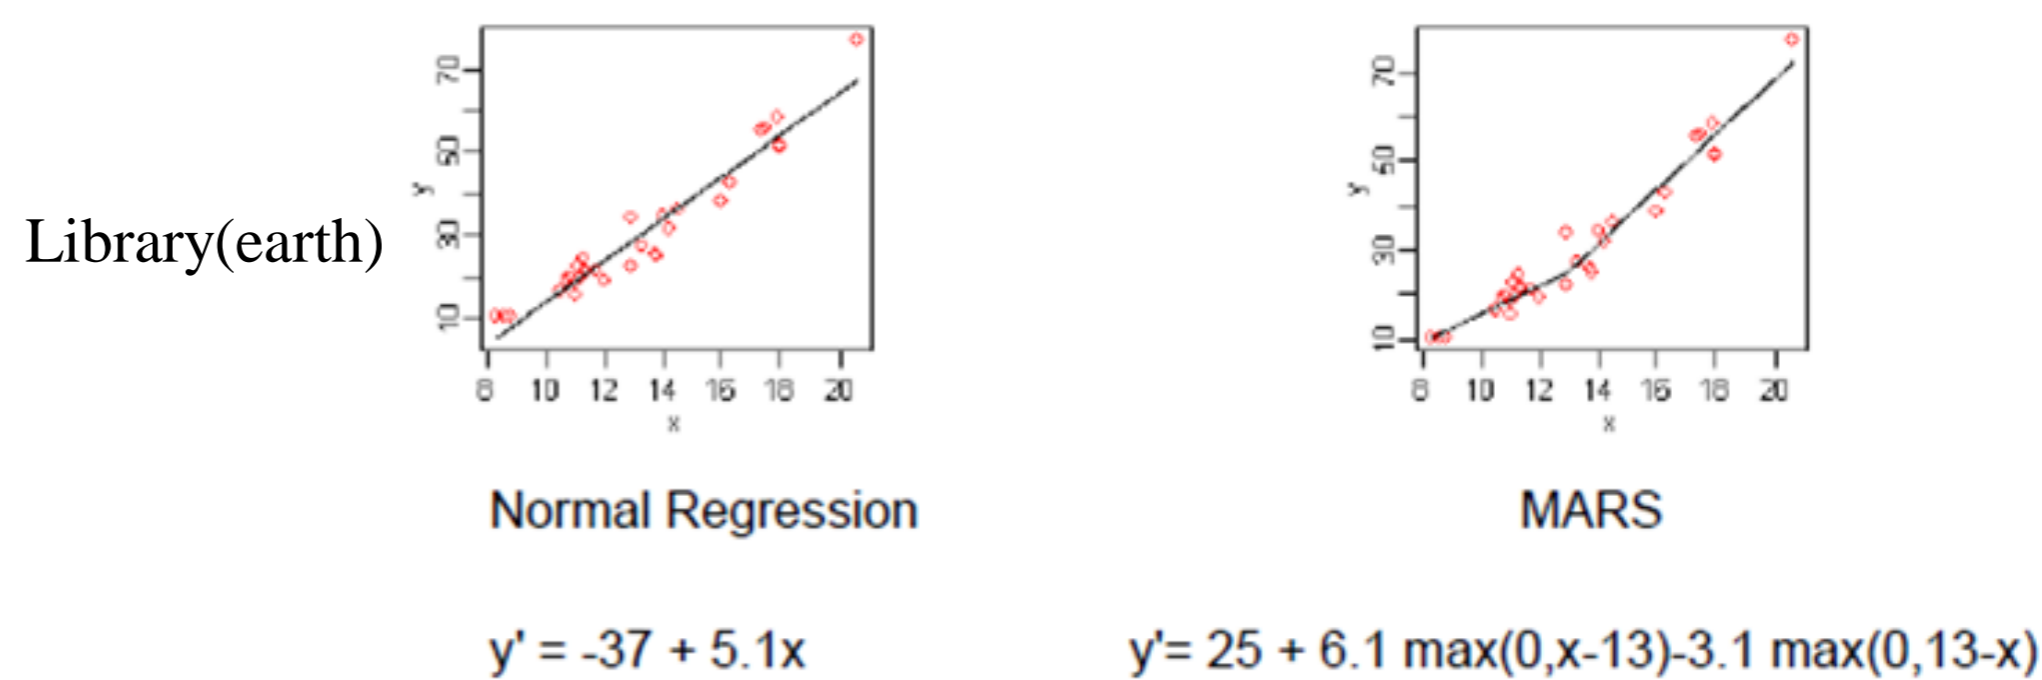 70
50
30
10
y
8 10 12 14 16 18 20
x
70
50
30
10
y
8 10 12 14 16 18 20
x
Library(earth)
Normal Regression
MARS
y' = -37 + 5.1x
y'= 25 + 6.1 max(0,x-13)-3.1 max(0,13-x)